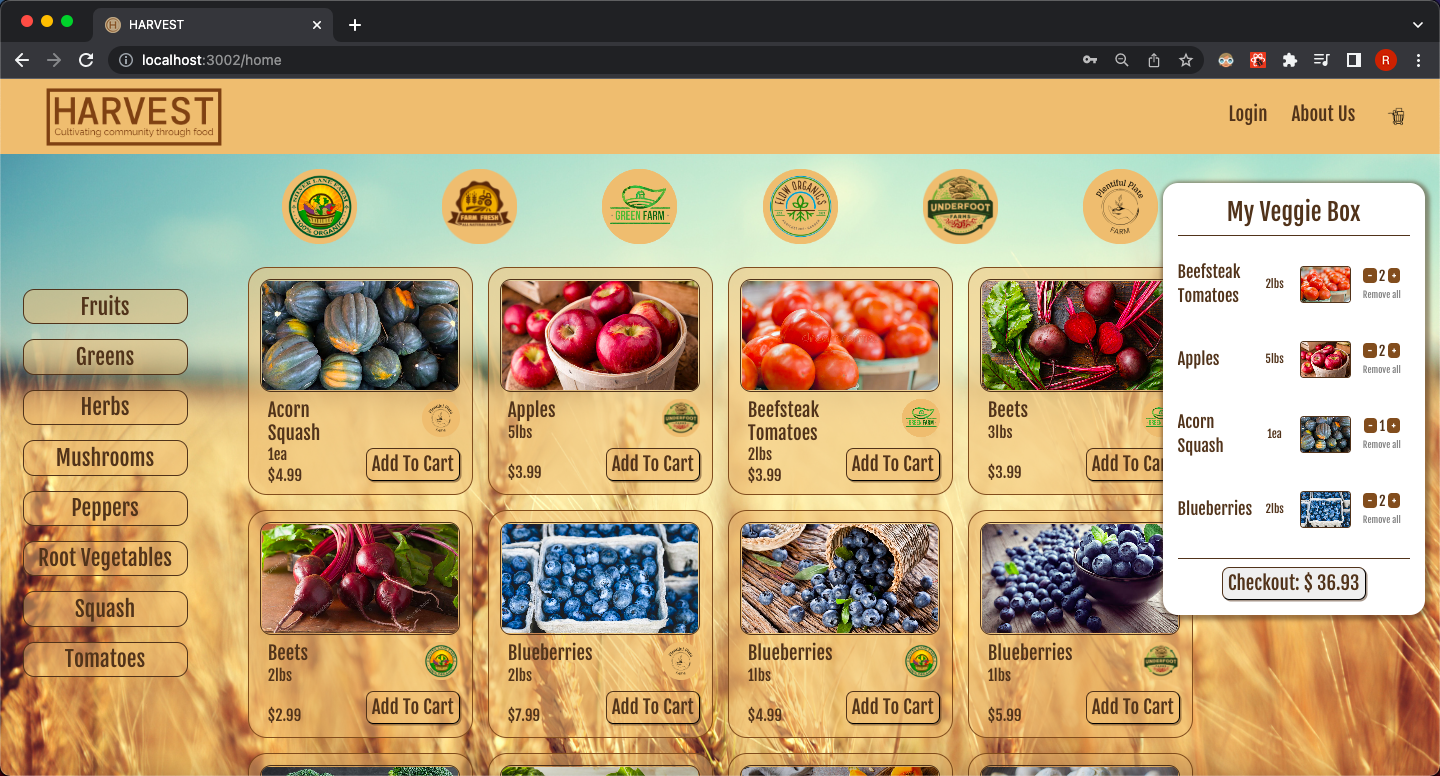 HARVEST
localhost:3002/home
R
HARVEST
Cultivating community through food
Login
About Us
100% ORGANIC
FARM FRESH
GREEN FARM
FLOW ORGANICS
UNDERFOOT
FARMS
Plentiful Plate
FARM
My Veggie Box
Beefsteak
Tomatoes
2lbs
- 2 +
Remove all
Apples
5lbs
- 2 +
Remove all
Acorn
Squash
1ea
- 1 +
Remove all
Blueberries
2lbs
- 2 +
Remove all
Checkout: $ 36.93
Fruits
Greens
Herbs
Mushrooms
Peppers
Root Vegetables
Squash
Tomatoes
Acorn
Squash
1ea
$4.99
Add To Cart
Apples
5lbs
UNDERFOOT
$3.99
Add To Cart
Beefsteak
Tomatoes
2lbs
GREEN FARM
$3.99
Add To Cart
Beets
3lbs
$3.99
Add To Ca
Beets
2lbs
$2.99
Add To Cart
Blueberries
2lbs
$7.99
Add To Cart
Blueberries
1lbs
$4.99
Add To Cart
Blueberries
1lbs
UNDERFOOT
$5.99
Add To Cart